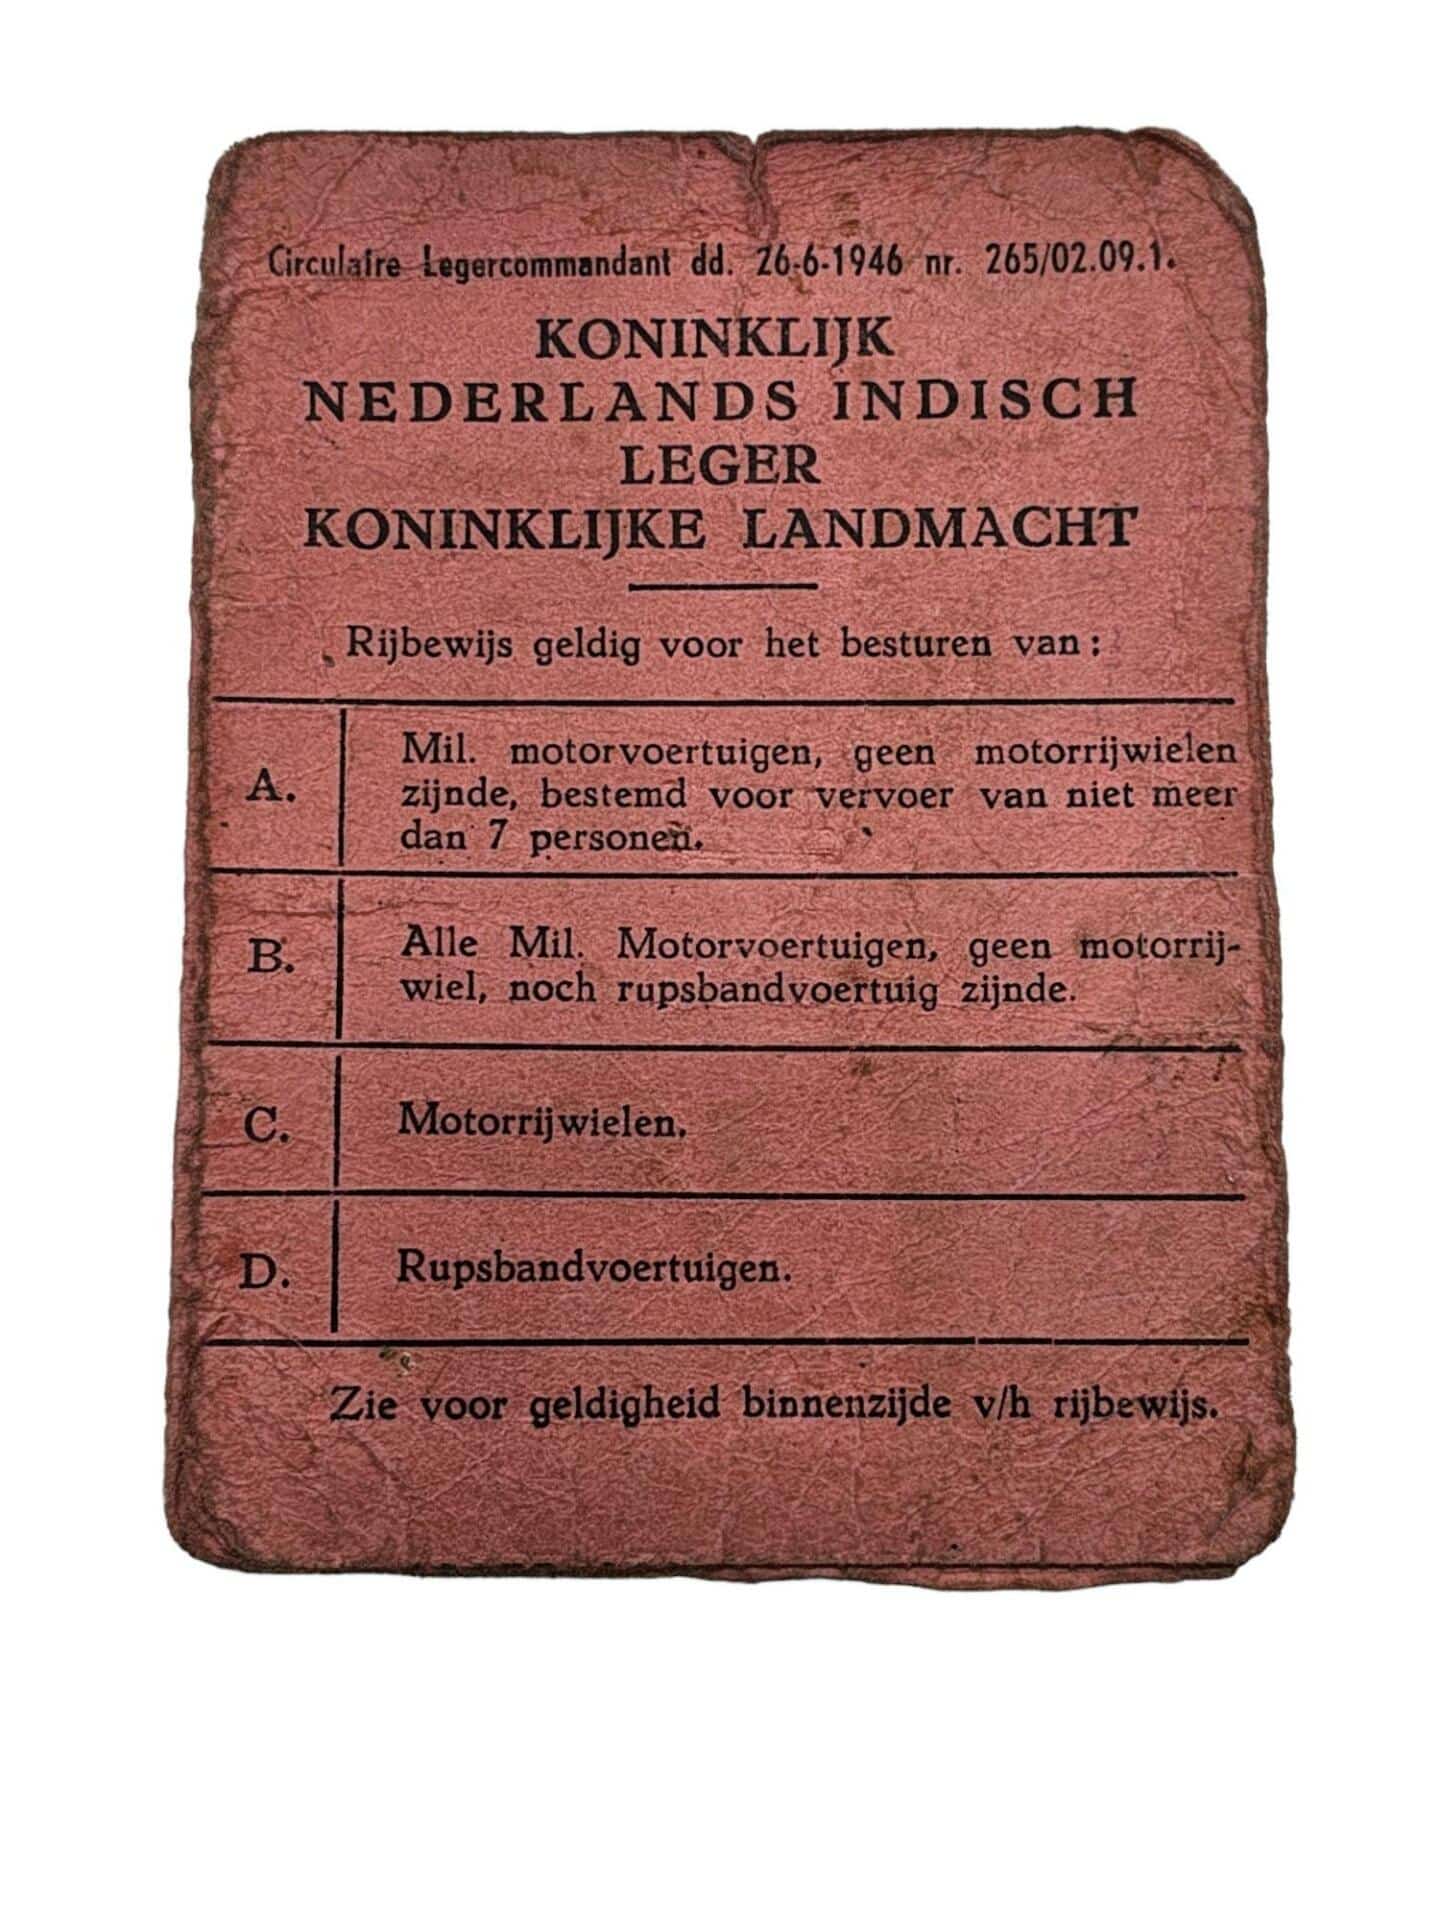 Circulaire Legercommandant dd. 26-6-1946 nr. 265/02.09.1.
KONINKLIJK
NEDERLANDS INDISCH
LEGER
KONINKLIJKE LANDMACHT
Rijbewijs geldig voor het besturen van:
A. Mil. motorvoertuigen, geen motorrijwielen
zijnde, bestemd voor vervoer van niet meer
dan 7 personen.
B. Alle Mil. Motorvoertuigen, geen motorrij-
wiel, noch rupsbandvoertuig zijnde.
C. Motorrijwielen.
D. Rupsbandvoertuigen.
Zie voor geldigheid binnenzijde v/h rijbewijs.